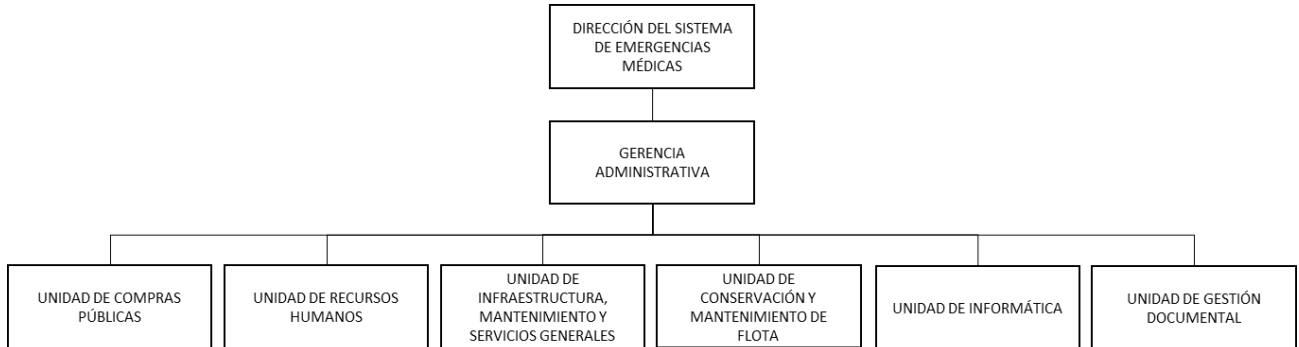 DIRECCIÓN DEL SISTEMA
DE EMERGENCIAS
MÉDICAS
GERENCIA
ADMINISTRATIVA
UNIDAD DE COMPRAS
PÚBLICAS
UNIDAD DE RECURSOS
HUMANOS
UNIDAD DE
INFRAESTRUCTURA,
MANTENIMIENTO Y
SERVICIOS GENERALES
UNIDAD DE
CONSERVACIÓN Y
MANTENIMIENTO DE
FLOTA
UNIDAD DE INFORMÁTICA
UNIDAD DE GESTIÓN
DOCUMENTAL